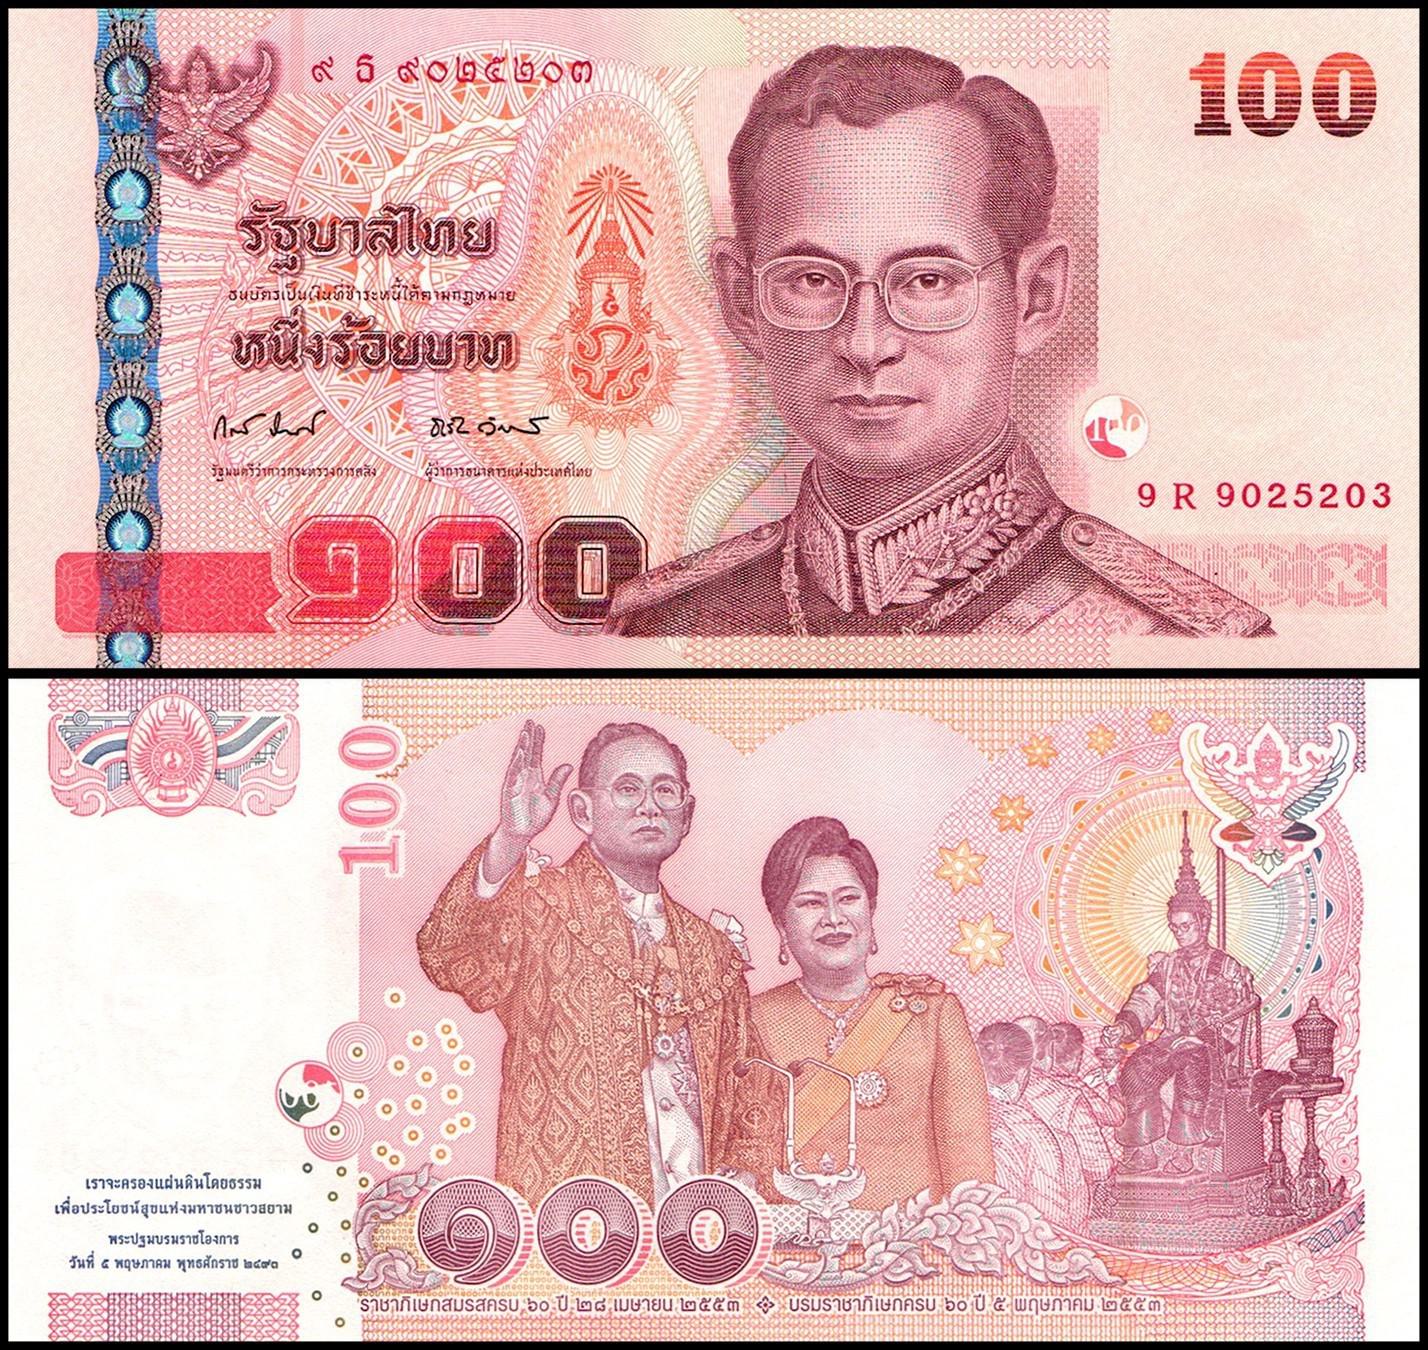 ๙ ธ ๙๐๒๕๒๐๓
100
รัฐบาลไทย
ธนบัตรเป็นเงินที่ชำระหนี้ได้ตามกฎหมาย
หนึ่งร้อยบาท
รัฐมนตรีว่าการกระทรวงการคลัง
ผู้ว่าการธนาคารแห่งประเทศไทย
9 R 9025203
๑๐๐
100
เราจะครองแผ่นดินโดยธรรม
เพื่อประโยชน์สุขแห่งมหาชนชาวสยาม
พระปฐมบรมราชโองการ
วันที่ ๕ พฤษภาคม พุทธศักราช ๒๔๙๓
๑๐๐
ราชาภิเษกสมรสครบ ๖๐ ปี ๒๘ เมษายน ๒๕๕๓ ❖ บรมราชาภิเษกครบ ๖๐ ปี ๕ พฤษภาคม ๒๕๕๓